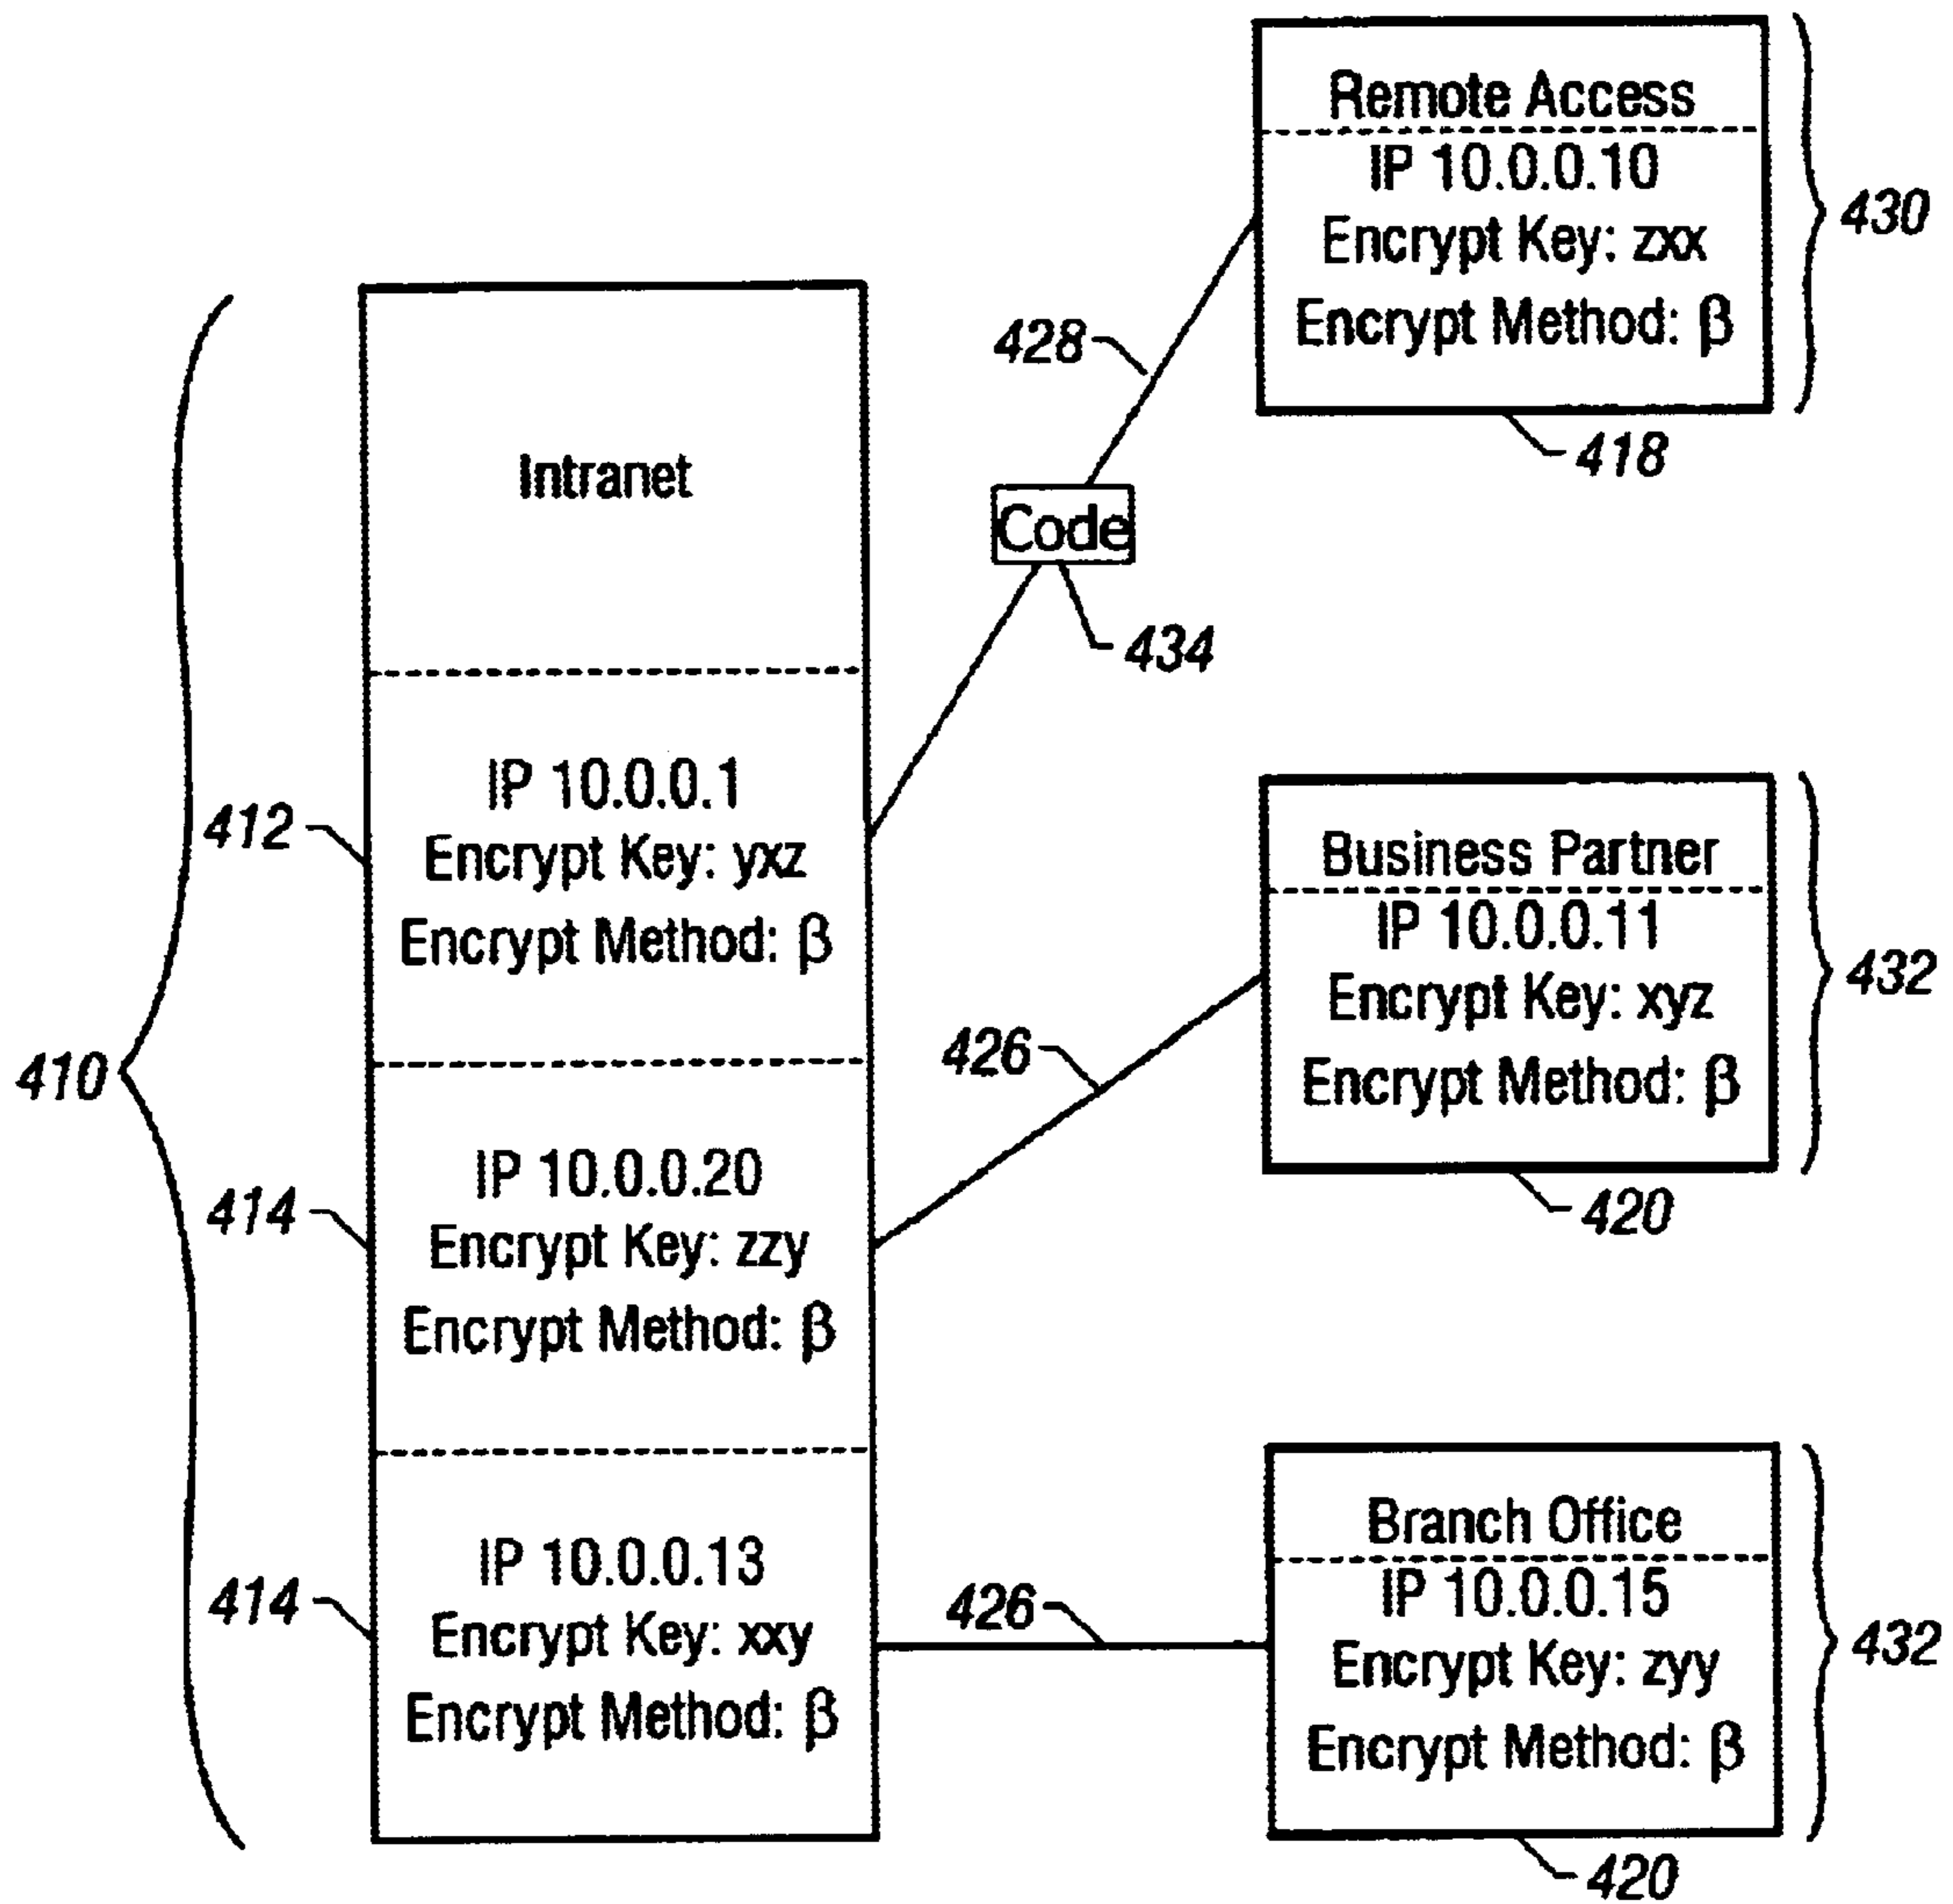 Remote Access
IP 10.0.0.10
Encrypt Key: zxx
Encrypt Method: β
430
418
428
Code
434
410
Intranet
412
IP 10.0.0.1
Encrypt Key: yxz
Encrypt Method: β
414
IP 10.0.0.20
Encrypt Key: zzy
Encrypt Method: β
414
IP 10.0.0.13
Encrypt Key: xxy
Encrypt Method: β
426
Business Partner
IP 10.0.0.11
Encrypt Key: xyz
Encrypt Method: β
432
420
426
Branch Office
IP 10.0.0.15
Encrypt Key: zyy
Encrypt Method: β
432
420